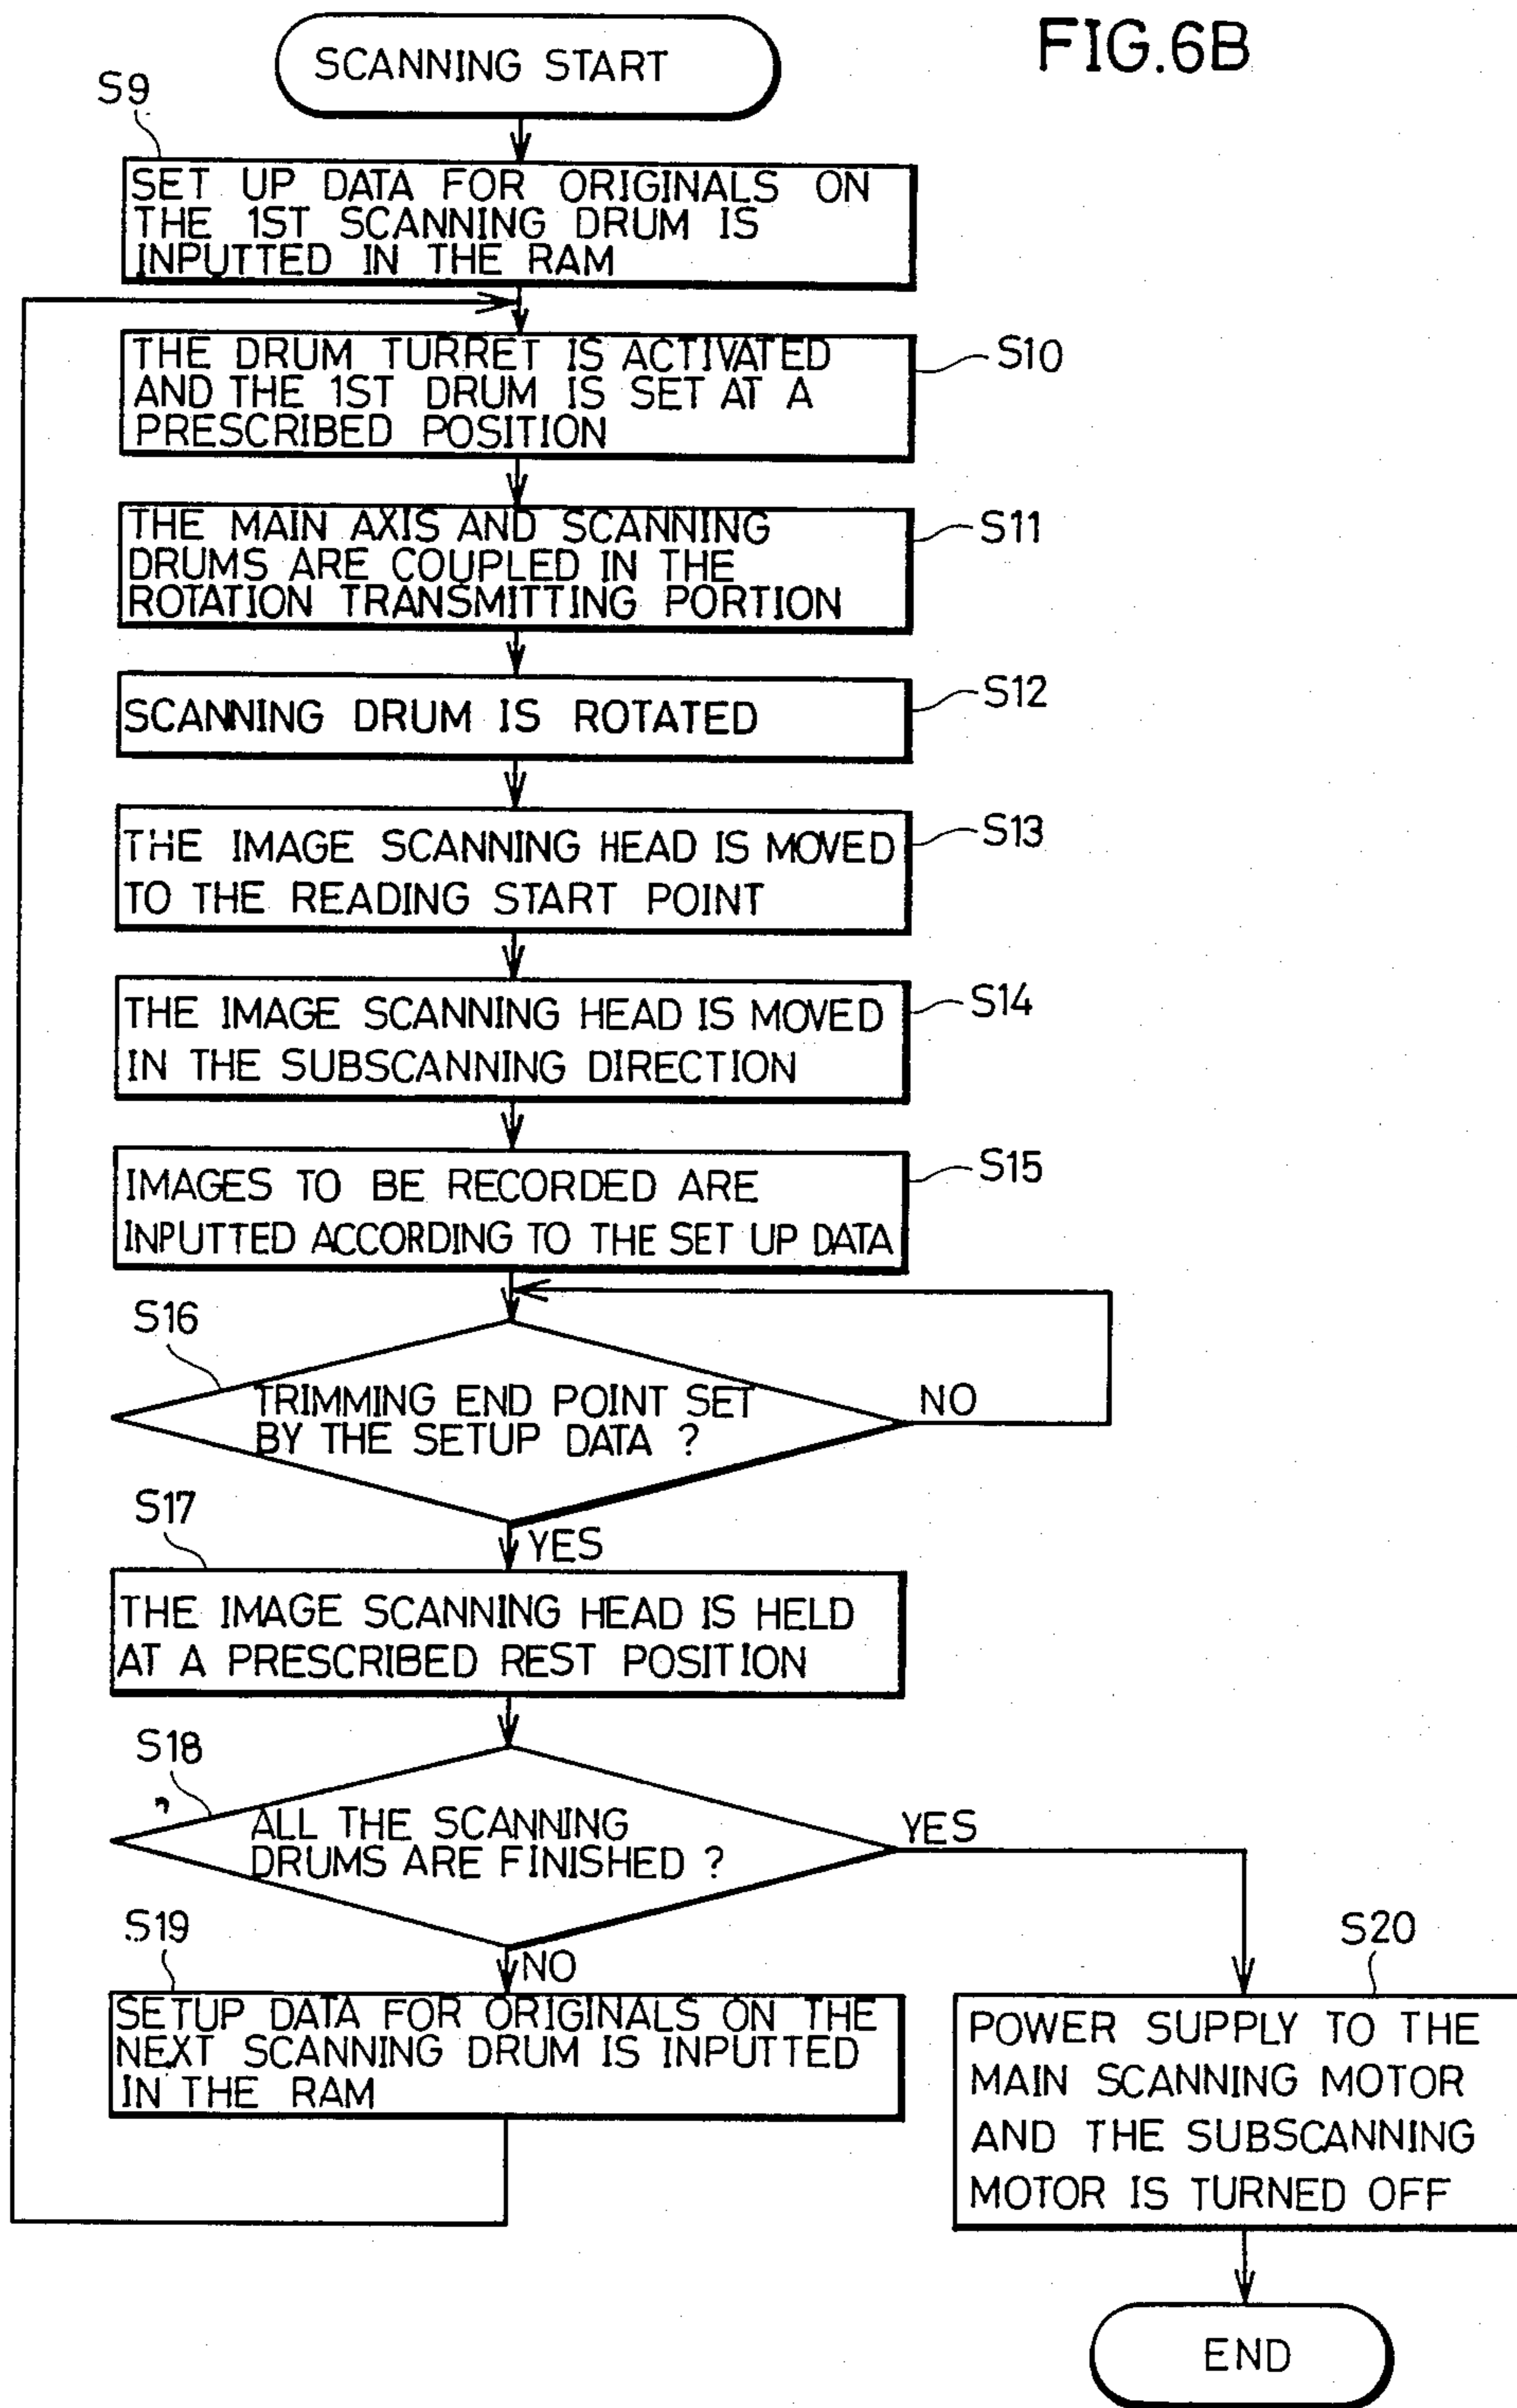 FIG.6B
SCANNING START
S9
SET UP DATA FOR ORIGINALS ON
THE 1ST SCANNING DRUM IS
INPUTTED IN THE RAM
THE DRUM TURRET IS ACTIVATED
AND THE 1ST DRUM IS SET AT A
PRESCRIBED POSITION
S10
THE MAIN AXIS AND SCANNING
DRUMS ARE COUPLED IN THE
ROTATION TRANSMITTING PORTION
S11
SCANNING DRUM IS ROTATED
S12
THE IMAGE SCANNING HEAD IS MOVED
TO THE READING START POINT
S13
THE IMAGE SCANNING HEAD IS MOVED
IN THE SUBSCANNING DIRECTION
S14
IMAGES TO BE RECORDED ARE
INPUTTED ACCORDING TO THE SET UP DATA
S15
S16
TRIMMING END POINT SET
BY THE SETUP DATA ?
NO
YES
S17
THE IMAGE SCANNING HEAD IS HELD
AT A PRESCRIBED REST POSITION
S18
ALL THE SCANNING
DRUMS ARE FINISHED ?
YES
NO
S19
SETUP DATA FOR ORIGINALS ON THE
NEXT SCANNING DRUM IS INPUTTED
IN THE RAM
S20
POWER SUPPLY TO THE
MAIN SCANNING MOTOR
AND THE SUBSCANNING
MOTOR IS TURNED OFF
END